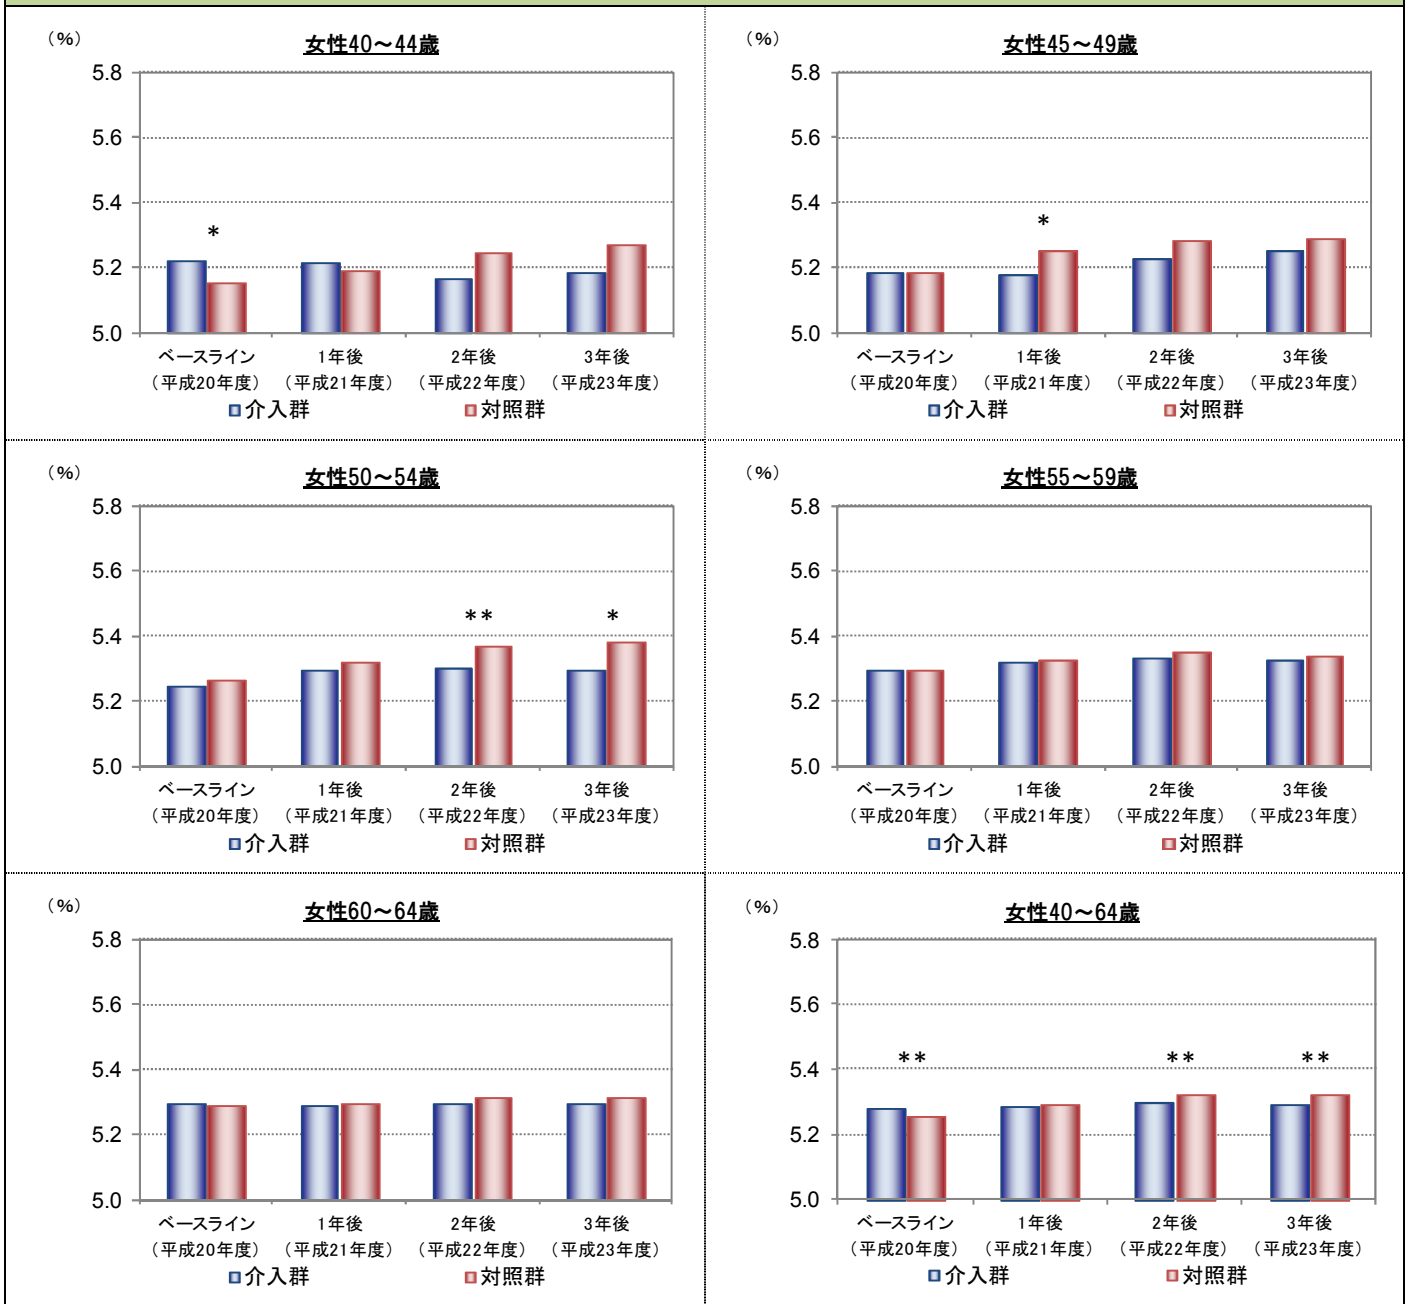 （%）
女性40～44歳
5.8
5.6
5.4
5.2
5.0
*
ベースライン 1年後 2年後 3年後
（平成20年度） （平成21年度） （平成22年度） （平成23年度）
介入群 対照群
（%）
女性45～49歳
5.8
5.6
5.4
5.2
5.0
*
ベースライン 1年後 2年後 3年後
（平成20年度） （平成21年度） （平成22年度） （平成23年度）
介入群 対照群
（%）
女性50～54歳
5.8
5.6
5.4
5.2
5.0
** *
ベースライン 1年後 2年後 3年後
（平成20年度） （平成21年度） （平成22年度） （平成23年度）
介入群 対照群
（%）
女性55～59歳
5.8
5.6
5.4
5.2
5.0
ベースライン 1年後 2年後 3年後
（平成20年度） （平成21年度） （平成22年度） （平成23年度）
介入群 対照群
（%）
女性60～64歳
5.8
5.6
5.4
5.2
5.0
ベースライン 1年後 2年後 3年後
（平成20年度） （平成21年度） （平成22年度） （平成23年度）
介入群 対照群
（%）
女性40～64歳
5.8
5.6
5.4
5.2
5.0
** ** **
ベースライン 1年後 2年後 3年後
（平成20年度） （平成21年度） （平成22年度） （平成23年度）
介入群 対照群